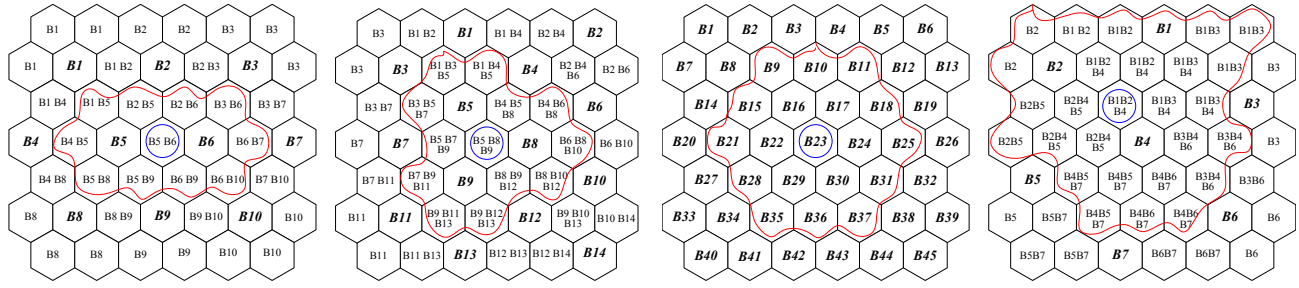 B1 B1 B2 B2 B3 B3
B1 B1 B1 B2 B2 B2 B3 B3 B3
B1 B4 B1 B5 B2 B5 B2 B6 B3 B6 B3 B7
B4 B4 B5 B5 B5 B6 B6 B6 B7 B7
B4 B8 B5 B8 B5 B9 B6 B9 B6 B10 B7 B10
B8 B8 B8 B9 B9 B9 B10 B10 B10
B8 B8 B9 B9 B10 B10
B3 B1 B2 B1 B1 B4 B2 B4 B2
B3 B3 B1 B3 B5 B1 B4 B5 B4 B2 B4 B6 B2 B6
B3 B7 B3 B5 B7 B5 B4 B5 B8 B4 B6 B8 B6
B7 B7 B5 B7 B9 B5 B8 B9 B8 B6 B8 B10 B6 B10
B7 B11 B7 B9 B11 B9 B8 B9 B12 B8 B10 B12 B10
B11 B11 B9 B11 B13 B9 B12 B13 B12 B9 B10 B13 B10 B14
B11 B11 B13 B13 B12 B13 B12 B14 B14
B1 B2 B3 B4 B5 B6
B7 B8 B9 B10 B11 B12 B13
B14 B15 B16 B17 B18 B19
B20 B21 B22 B23 B24 B25 B26
B27 B28 B29 B30 B31 B32
B33 B34 B35 B36 B37 B38 B39
B40 B41 B42 B43 B44 B45
B2 B1 B2 B1B2 B1 B1B3 B1B3
B2 B2 B1B2 B4 B1B2 B4 B1B3 B4 B1B3 B3
B2B5 B2B4 B5 B1B2 B4 B1B3 B4 B1B3 B4 B3
B2B5 B2B4 B5 B2B4 B5 B4 B3B4 B6 B3B4 B6 B3
B5 B4B5 B7 B4B5 B7 B4B6 B7 B3B4 B6 B3B6
B5 B5B7 B4B5 B7 B4B6 B7 B4B6 B7 B6 B6
B5B7 B5B7 B7 B6B7 B6B7 B6